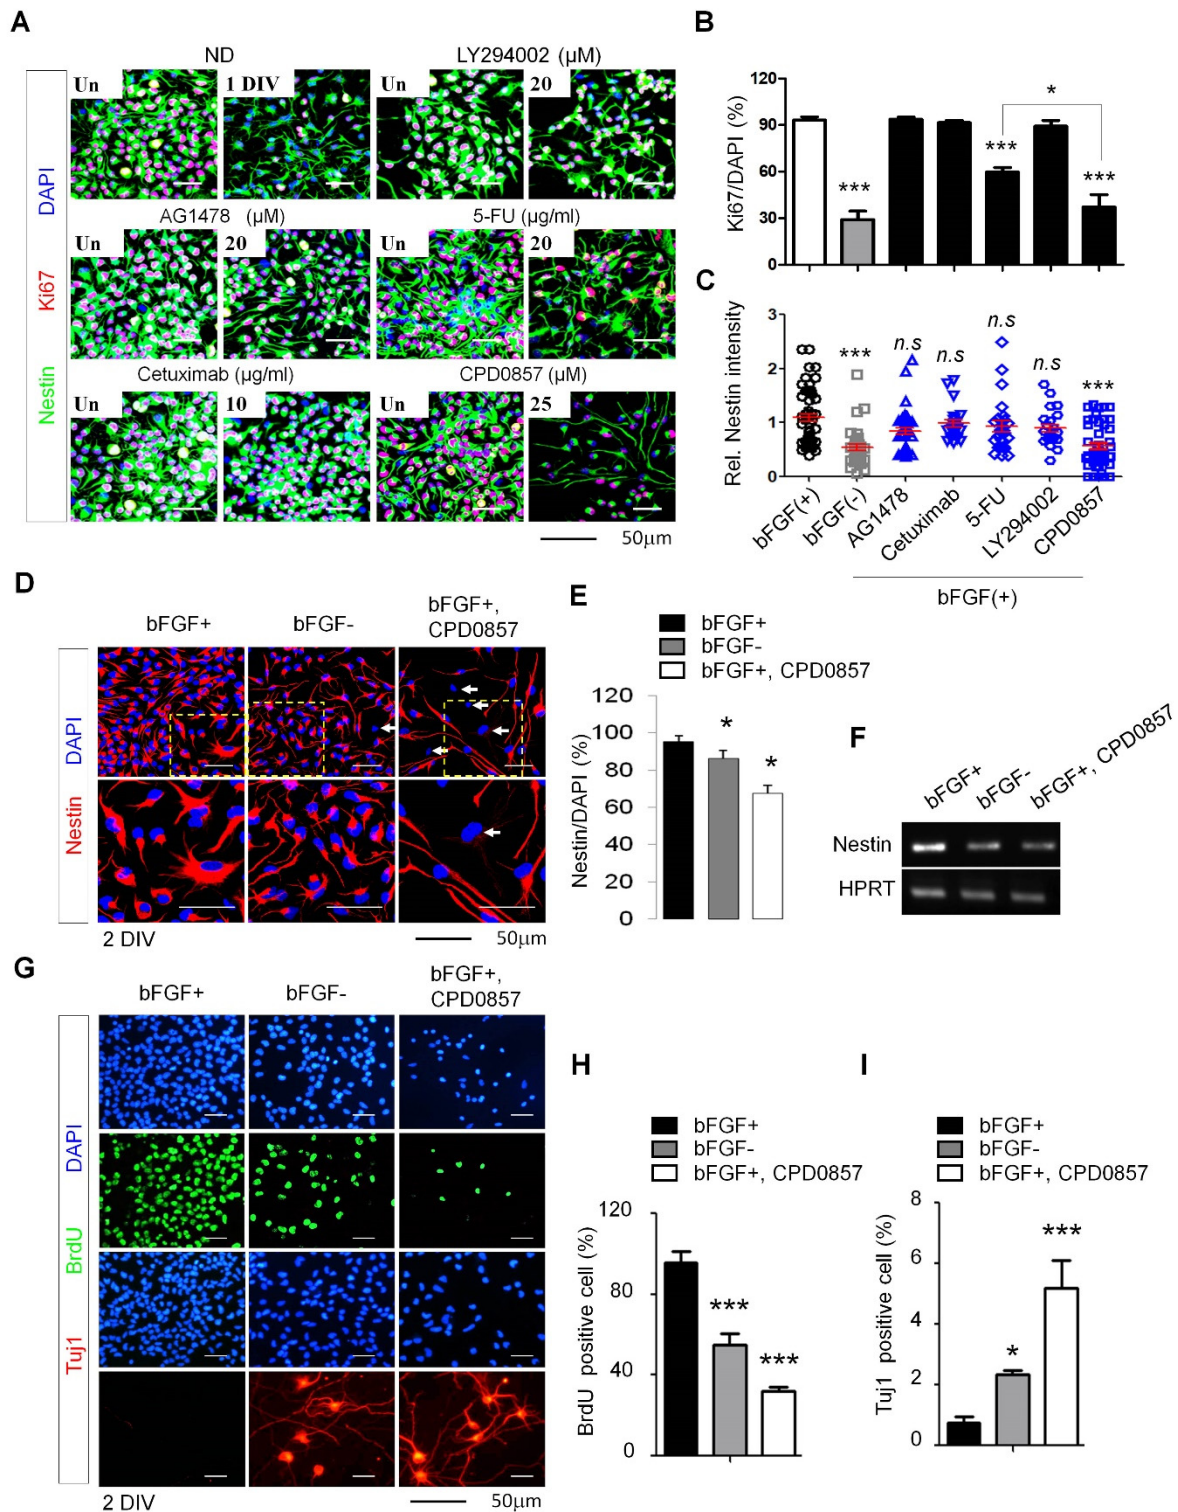 A
ND
LY294002 (µM)
Un
1 DIV
Un
20
AG1478 (µM)
5-FU (µg/ml)
Un
20
Un
20
Cetuximab (µg/ml)
CPD0857 (µM)
Un
10
Un
25
Nestin Ki67 DAPI
50µm
B
Ki67/DAPI (%)
120
90
60
30
0
***
***
*
***
C
Rel. Nestin intensity
3
2
1
0
***
n.s
n.s
n.s
n.s
***
bFGF(+)
bFGF(-)
AG1478
Cetuximab
5-FU
LY294002
CPD0857
bFGF(+)
D
bFGF+
bFGF-
bFGF+,
CPD0857
Nestin DAPI
2 DIV
50µm
E
bFGF+
bFGF-
bFGF+, CPD0857
Nestin/DAPI (%)
120
100
80
60
40
20
0
*
*
F
bFGF+
bFGF-
bFGF+, CPD0857
Nestin
HPRT
G
bFGF+
bFGF-
bFGF+,
CPD0857
Tuj1 BrdU DAPI
2 DIV
50µm
H
bFGF+
bFGF-
bFGF+, CPD0857
BrdU positive cell (%)
120
80
40
0
***
***
I
bFGF+
bFGF-
bFGF+, CPD0857
Tuj1 positive cell (%)
8
6
4
2
0
*
***